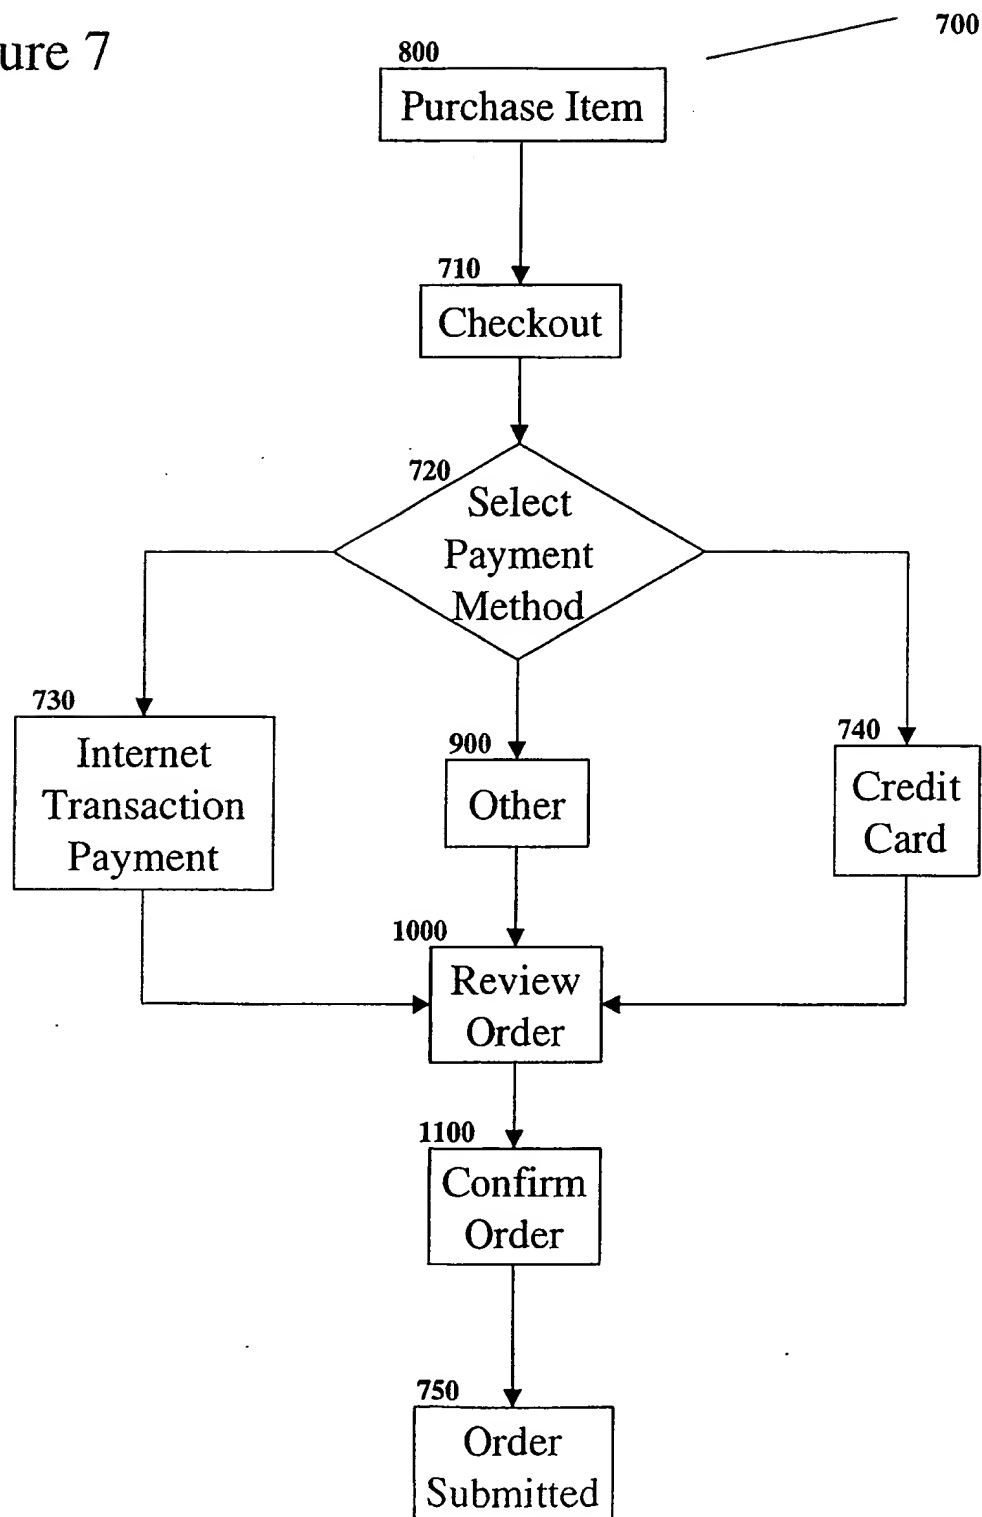 ure 7
700
800
Purchase Item
710
Checkout
720
Select
Payment
Method
730
Internet
Transaction
Payment
900
Other
740
Credit
Card
1000
Review
Order
1100
Confirm
Order
750
Order
Submitted